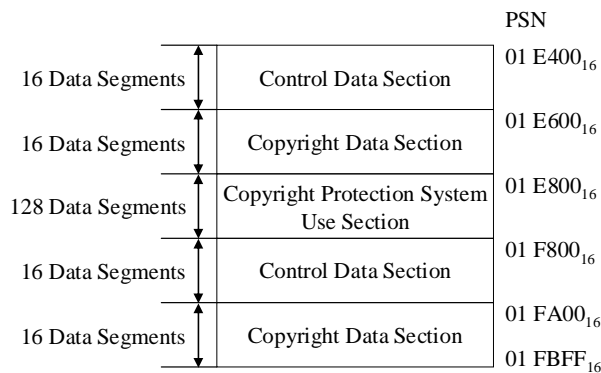 PSN
01 E400₁₆
16 Data Segments
Control Data Section
01 E600₁₆
16 Data Segments
Copyright Data Section
01 E800₁₆
128 Data Segments
Copyright Protection System
Use Section
01 F800₁₆
16 Data Segments
Control Data Section
01 FA00₁₆
16 Data Segments
Copyright Data Section
01 FBFF₁₆